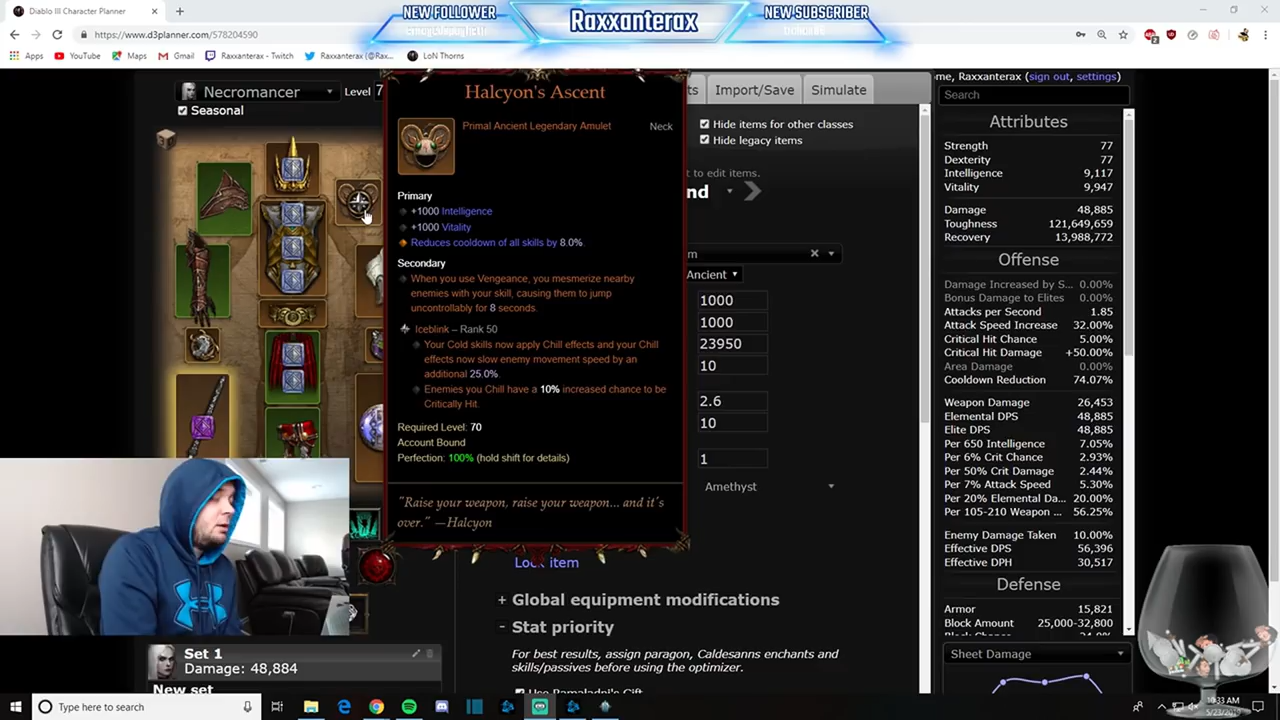 Diablo III Character Planner
https://www.d3planner.com/578204590
Apps
YouTube
Maps
Gmail
Raxxanterax - Twitch
Raxxanterax (@Rax...
LoN Thorns
NEW FOLLOWER
Raxxanterax
NEW SUBSCRIBER
Necromancer
Level 7
Seasonal
Halcyon's Ascent
Primal Ancient Legendary Amulet
Neck
Primary
+1000 Intelligence
+1000 Vitality
Reduces cooldown of all skills by 8.0%.
Secondary
When you use Vengeance, you mesmerize nearby
enemies with your skill, causing them to jump
uncontrollably for 8 seconds.
Iceblink – Rank 50
Your Cold skills now apply Chill effects and your Chill
effects now slow enemy movement speed by an
additional 25.0%.
Enemies you Chill have a 10% increased chance to be
Critically Hit.
Required Level: 70
Account Bound
Perfection: 100% (hold shift for details)
"Raise your weapon, raise your weapon... and it's
over." —Halcyon
ts
Import/Save
Simulate
Hide items for other classes
Hide legacy items
t to edit items.
nd
m
Ancient
1000
1000
23950
10
2.6
10
1
Amethyst
Lock item
+ Global equipment modifications
- Stat priority
For best results, assign paragon, Caldesanns enchants and
skills/passives before using the optimizer.
Use Ramaladni's Gift
ome, Raxxanterax (sign out, settings)
Search
Attributes
Strength 77
Dexterity 77
Intelligence 9,117
Vitality 9,947
Damage 48,885
Toughness 121,649,659
Recovery 13,988,772
Offense
Damage Increased by S... 0.00%
Bonus Damage to Elites 0.00%
Attacks per Second 1.85
Attack Speed Increase 32.00%
Critical Hit Chance 5.00%
Critical Hit Damage +50.00%
Area Damage 0.00%
Cooldown Reduction 74.07%
Weapon Damage 26,453
Elemental DPS 48,885
Elite DPS 48,885
Per 650 Intelligence 7.05%
Per 6% Crit Chance 2.93%
Per 50% Crit Damage 2.44%
Per 7% Attack Speed 5.30%
Per 20% Elemental Da... 20.00%
Per 105-210 Weapon ... 56.25%
Enemy Damage Taken 10.00%
Effective DPS 56,396
Effective DPH 30,517
Defense
Armor 15,821
Block Amount 25,000-32,800
Sheet Damage
Set 1
Damage: 48,884
New set
Type here to search
10:33 AM